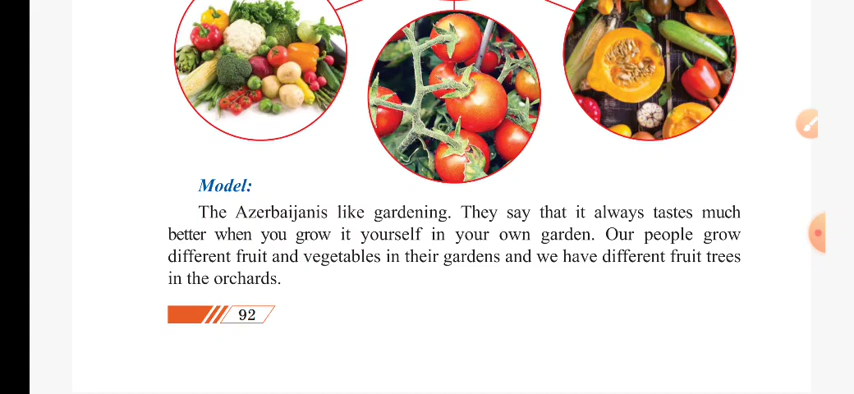 Model:
The Azerbaijanis like gardening. They say that it always tastes much
better when you grow it yourself in your own garden. Our people grow
different fruit and vegetables in their gardens and we have different fruit trees
in the orchards.
92